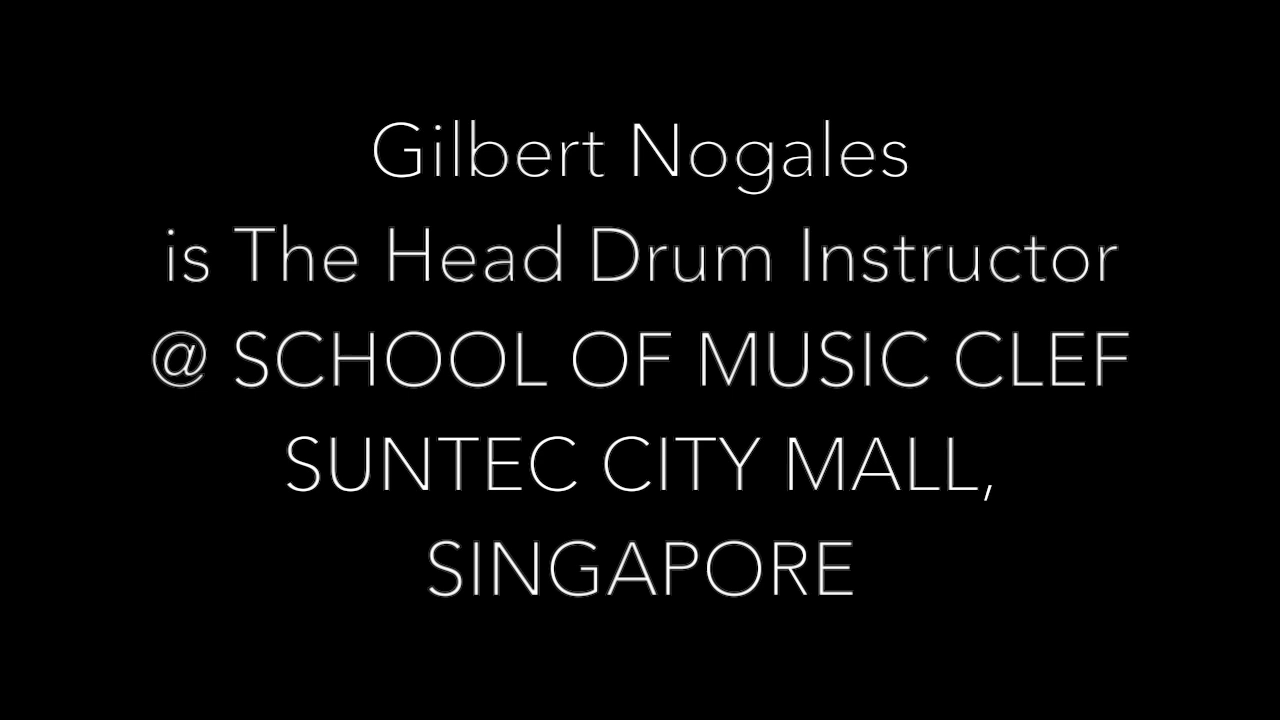 Gilbert Nogales
is The Head Drum Instructor
@ SCHOOL OF MUSIC CLEF
SUNTEC CITY MALL,
SINGAPORE